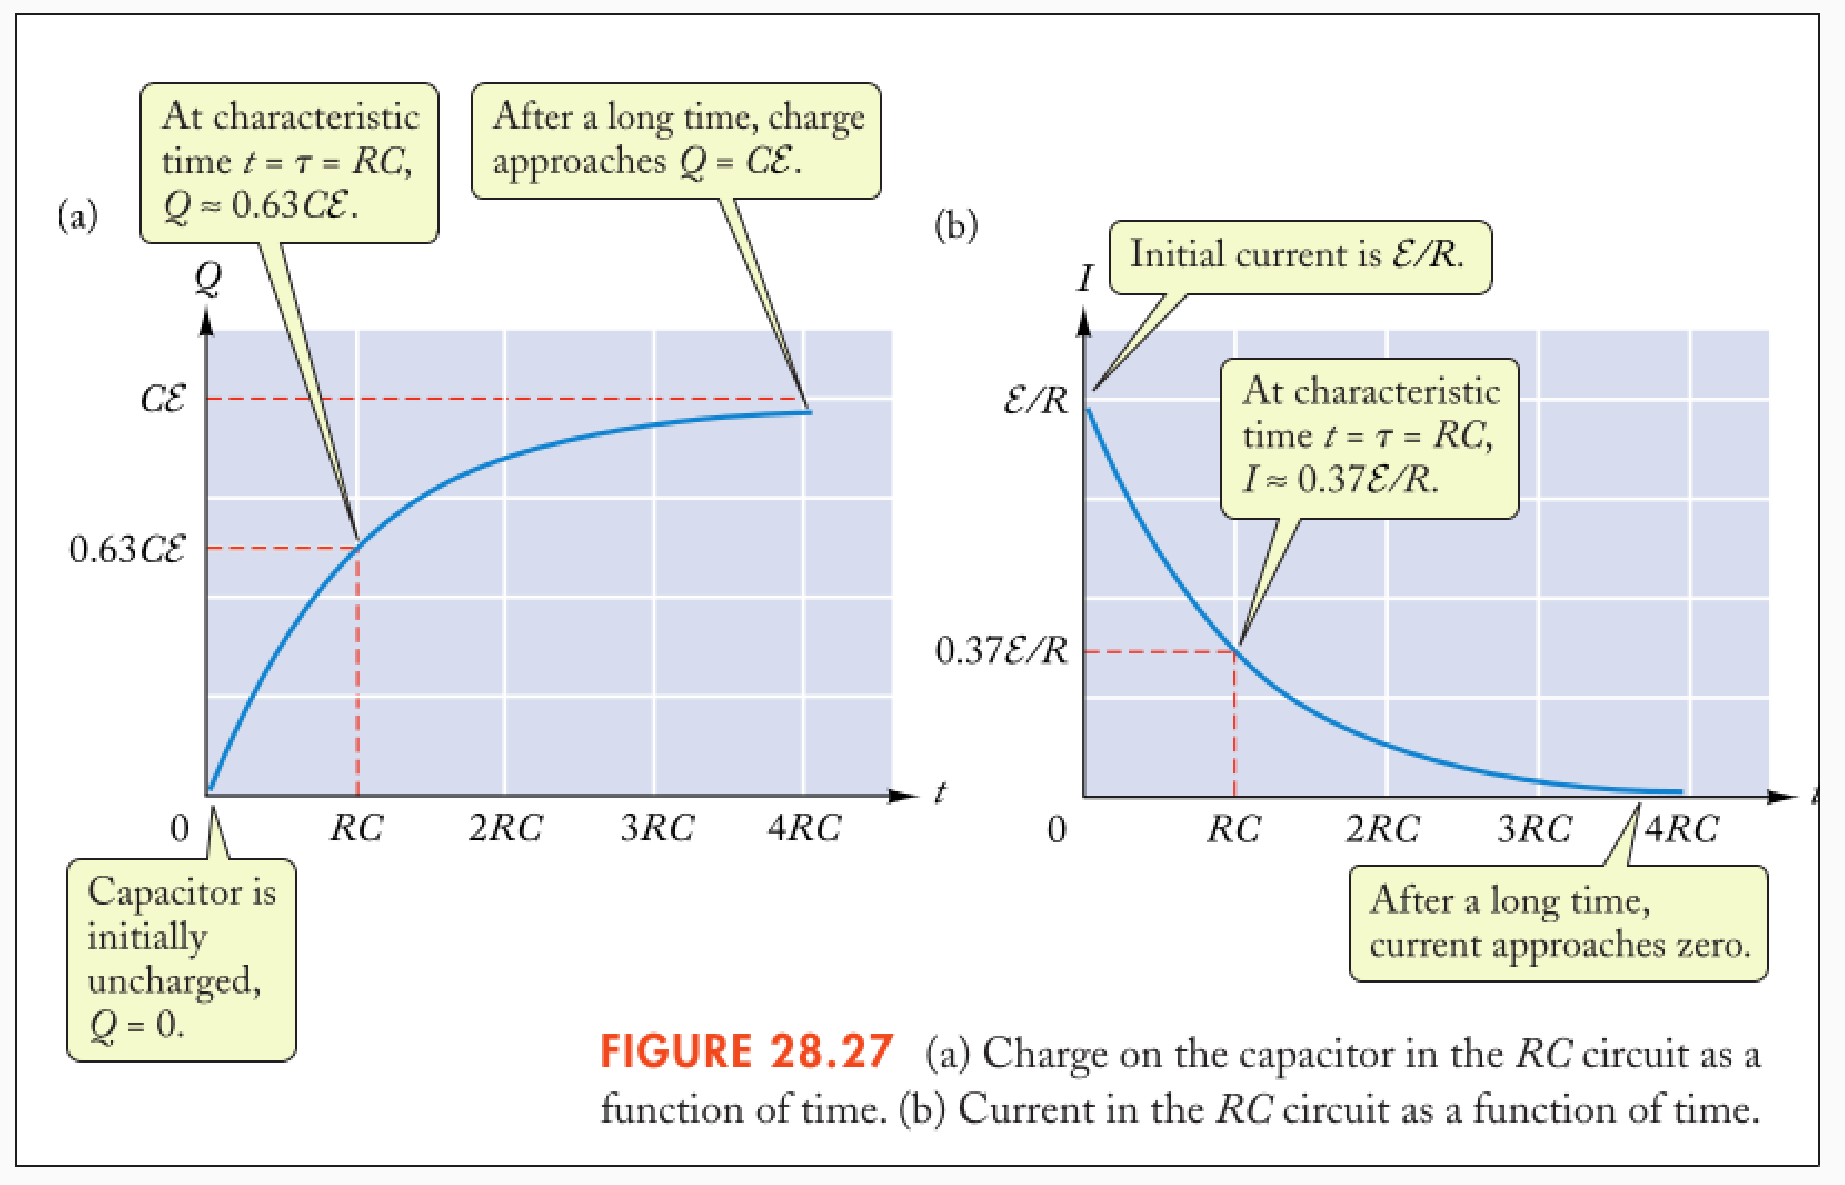 At characteristic
time t = τ = RC,
Q ≈ 0.63Cℰ.
After a long time, charge
approaches Q = Cℰ.
(a)
Q
Cℰ
0.63Cℰ
0
RC
2RC
3RC
4RC
t
Capacitor is
initially
uncharged,
Q = 0.
(b)
Initial current is ℰ/R.
I
ℰ/R
At characteristic
time t = τ = RC,
I ≈ 0.37ℰ/R.
0.37ℰ/R
0
RC
2RC
3RC
4RC
After a long time,
current approaches zero.
FIGURE 28.27 (a) Charge on the capacitor in the RC circuit as a
function of time. (b) Current in the RC circuit as a function of time.